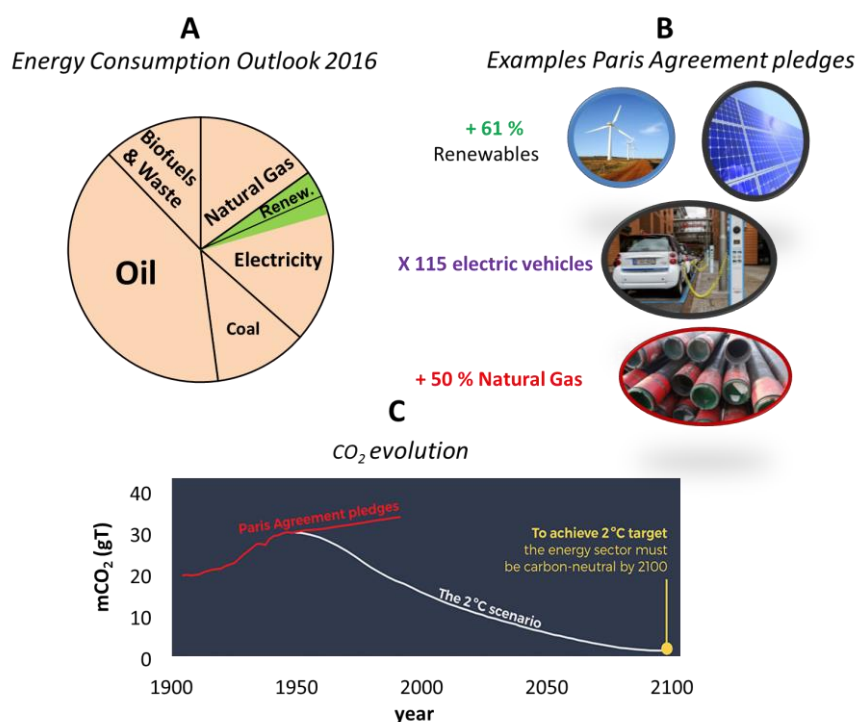 A
Energy Consumption Outlook 2016
Biofuels
& Waste
Natural Gas
Renew.
Oil
Electricity
Coal
B
Examples Paris Agreement pledges
+ 61 %
Renewables
X 115 electric vehicles
+ 50 % Natural Gas
C
CO₂ evolution
mCO₂ (gT)
40
30
20
10
0
Paris Agreement pledges
The 2°C scenario
To achieve 2°C target
the energy sector must
be carbon-neutral by 2100
1900
1950
2000
2050
2100
year